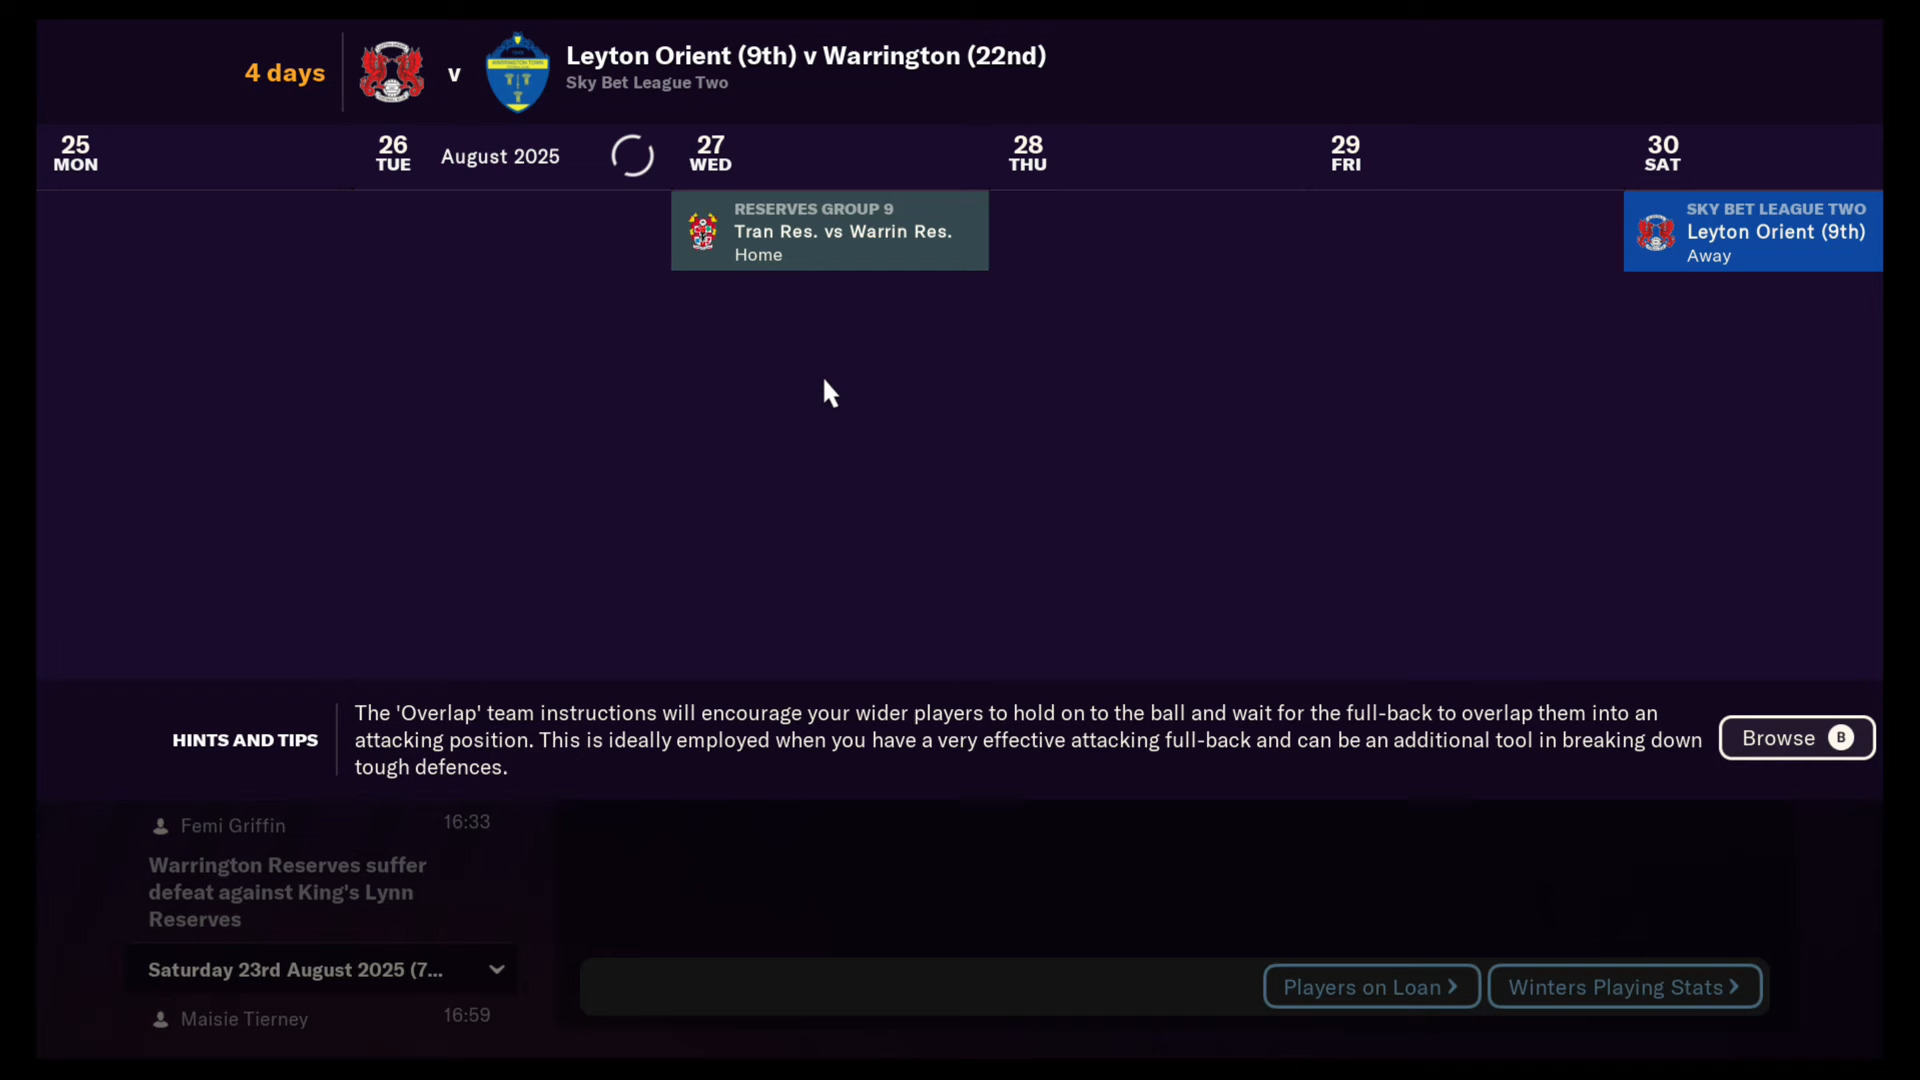 4 days
v
Leyton Orient (9th) v Warrington (22nd)
Sky Bet League Two
25
MON
26
TUE
August 2025
27
WED
28
THU
29
FRI
30
SAT
RESERVES GROUP 9
Tran Res. vs Warrin Res.
Home
SKY BET LEAGUE TWO
Leyton Orient (9th)
Away
HINTS AND TIPS
The 'Overlap' team instructions will encourage your wider players to hold on to the ball and wait for the full-back to overlap them into an
attacking position. This is ideally employed when you have a very effective attacking full-back and can be an additional tool in breaking down
tough defences.
Browse B
Femi Griffin 16:33
Warrington Reserves suffer
defeat against King's Lynn
Reserves
Saturday 23rd August 2025 (7...
Maisie Tierney 16:59
Players on Loan
Winters Playing Stats